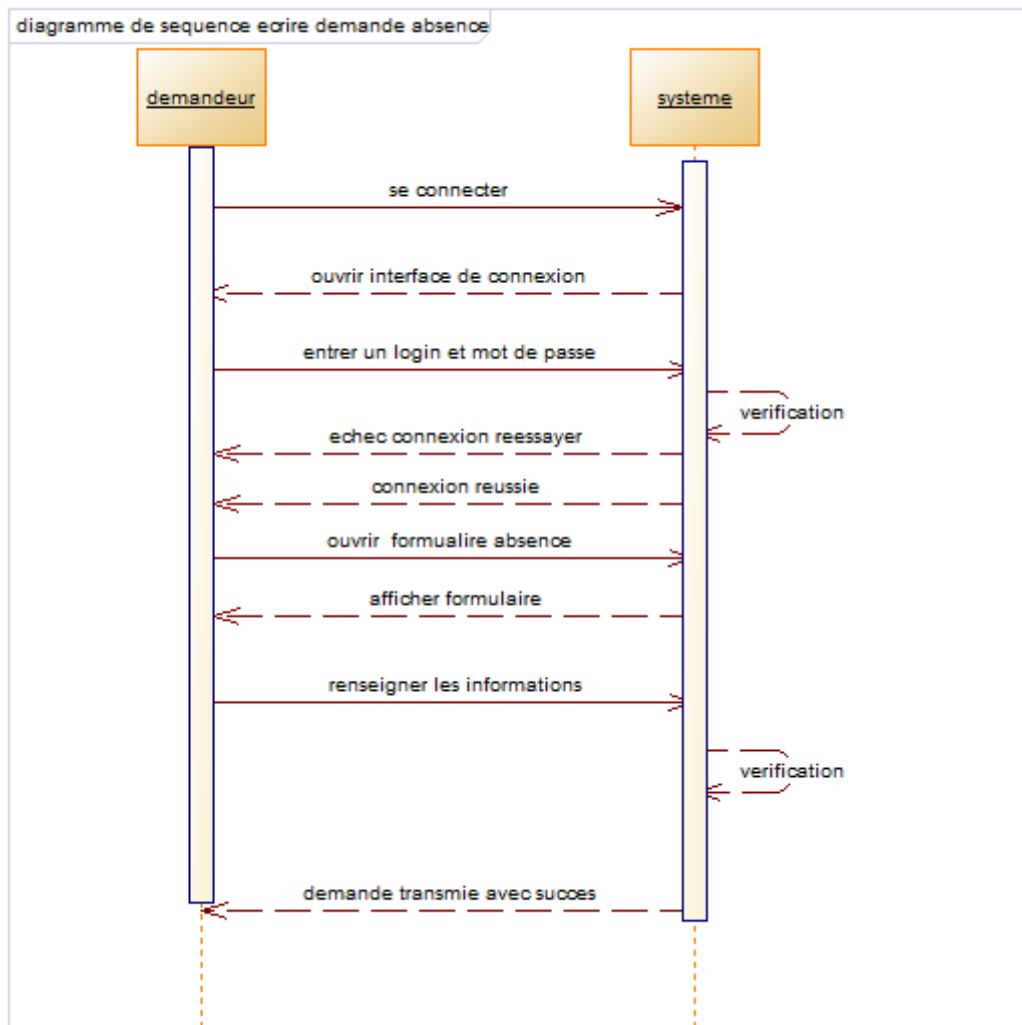 diagramme de sequence ecrire demande absence
demandeur
systeme
se connecter
ouvrir interface de connexion
entrer un login et mot de passe
verification
echec connexion reessayer
connexion reussie
ouvrir formualire absence
afficher formulaire
renseigner les informations
verification
demande transmie avec succes